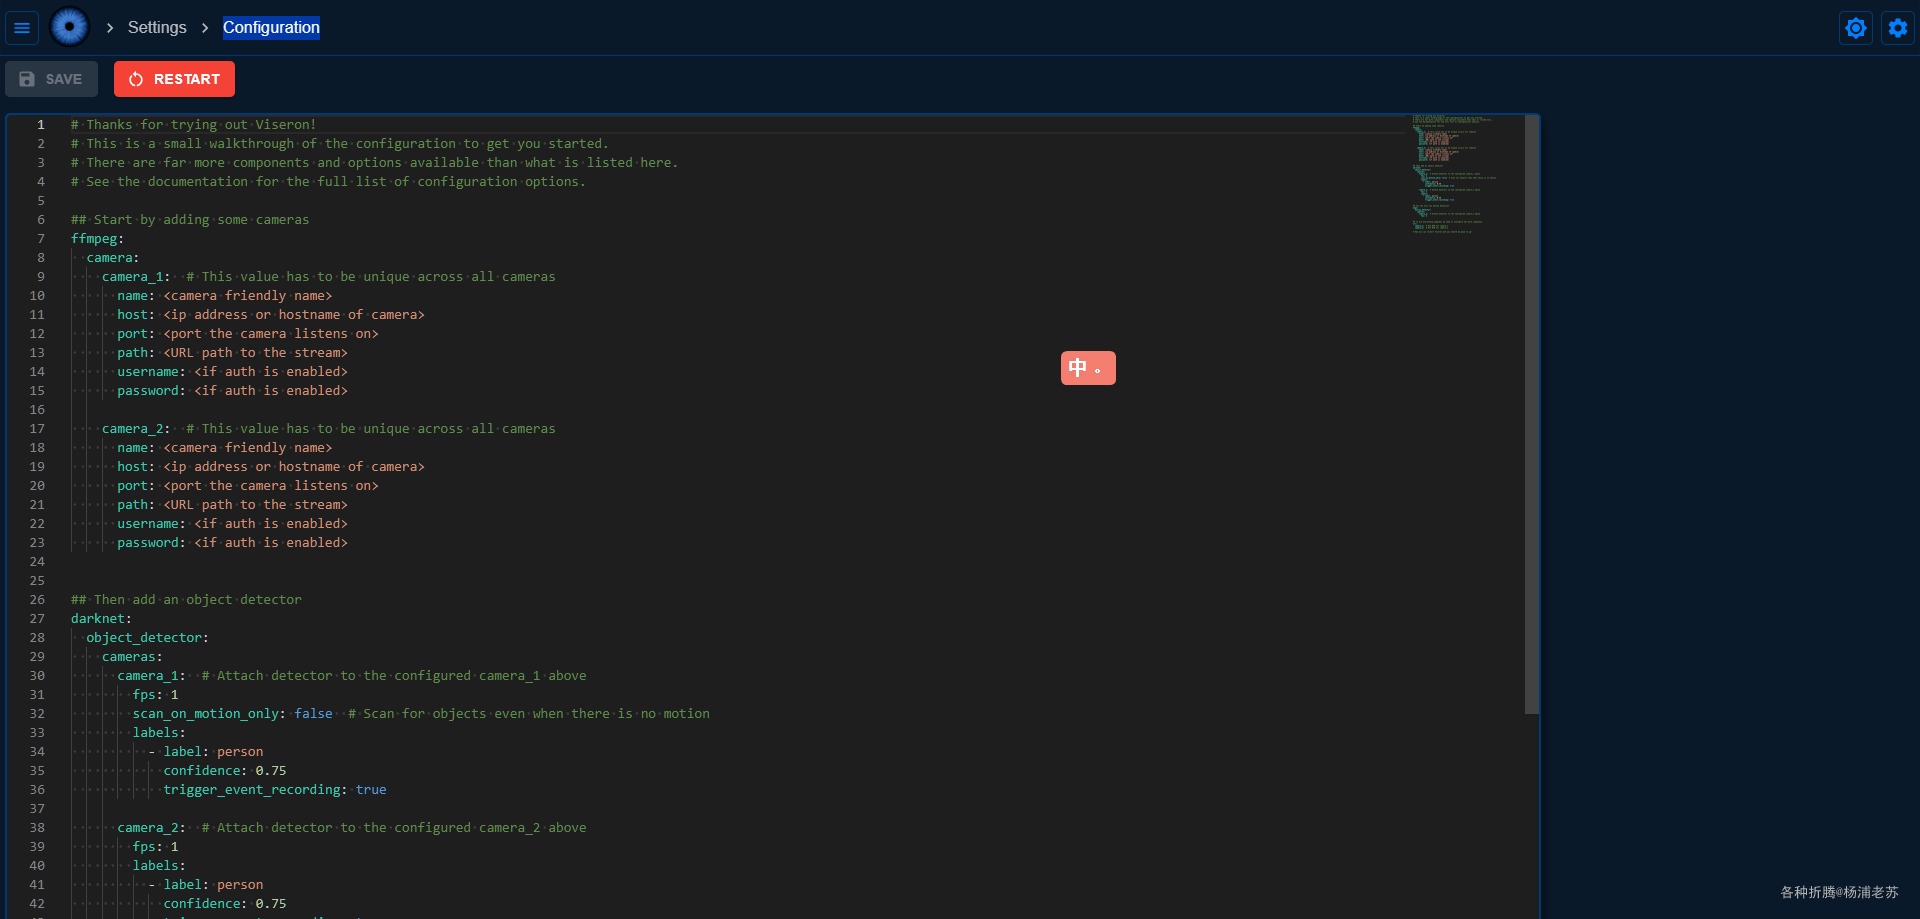 Settings
Configuration
SAVE
RESTART
1 # Thanks for trying out Viseron!
2 # This is a small walkthrough of the configuration to get you started.
3 # There are far more components and options available than what is listed here.
4 # See the documentation for the full list of configuration options.
5
6 ## Start by adding some cameras
7 ffmpeg:
8 camera:
9 camera_1: # This value has to be unique across all cameras
10 name: <camera friendly name>
11 host: <ip address or hostname of camera>
12 port: <port the camera listens on>
13 path: <URL path to the stream>
14 username: <if auth is enabled>
15 password: <if auth is enabled>
16
17 camera_2: # This value has to be unique across all cameras
18 name: <camera friendly name>
19 host: <ip address or hostname of camera>
20 port: <port the camera listens on>
21 path: <URL path to the stream>
22 username: <if auth is enabled>
23 password: <if auth is enabled>
24
25
26 ## Then add an object detector
27 darknet:
28 object_detector:
29 cameras:
30 camera_1: # Attach detector to the configured camera_1 above
31 fps: 1
32 scan_on_motion_only: false # Scan for objects even when there is no motion
33 labels:
34 - label: person
35 confidence: 0.75
36 trigger_event_recording: true
37
38 camera_2: # Attach detector to the configured camera_2 above
39 fps: 1
40 labels:
41 - label: person
42 confidence: 0.75
中 。
各种折腾@杨浦老苏